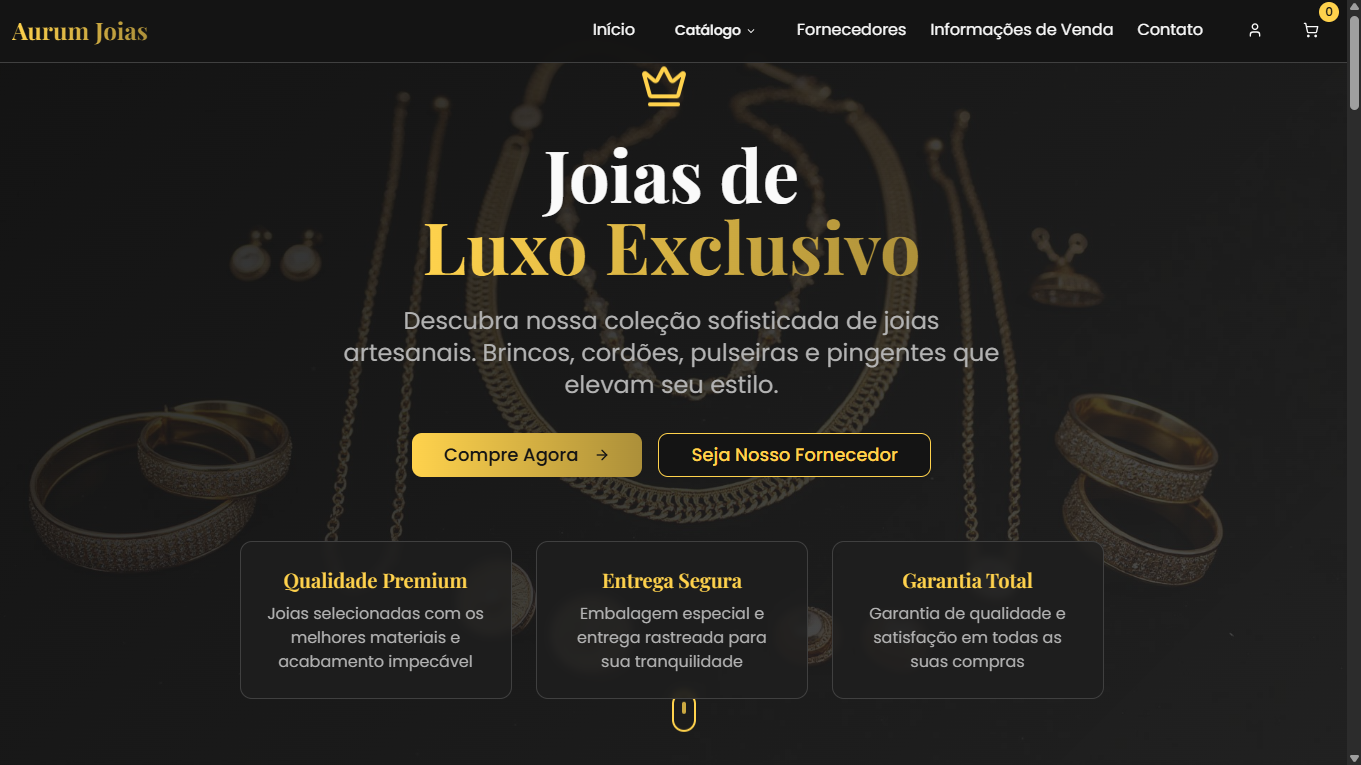 Aurum Joias
Início
Catálogo
Fornecedores
Informações de Venda
Contato
0
Joias de
Luxo Exclusivo
Descubra nossa coleção sofisticada de joias
artesanais. Brincos, cordões, pulseiras e pingentes que
elevam seu estilo.
Compre Agora
Seja Nosso Fornecedor
Qualidade Premium
Joias selecionadas com os
melhores materiais e
acabamento impecável
Entrega Segura
Embalagem especial e
entrega rastreada para
sua tranquilidade
Garantia Total
Garantia de qualidade e
satisfação em todas as
suas compras